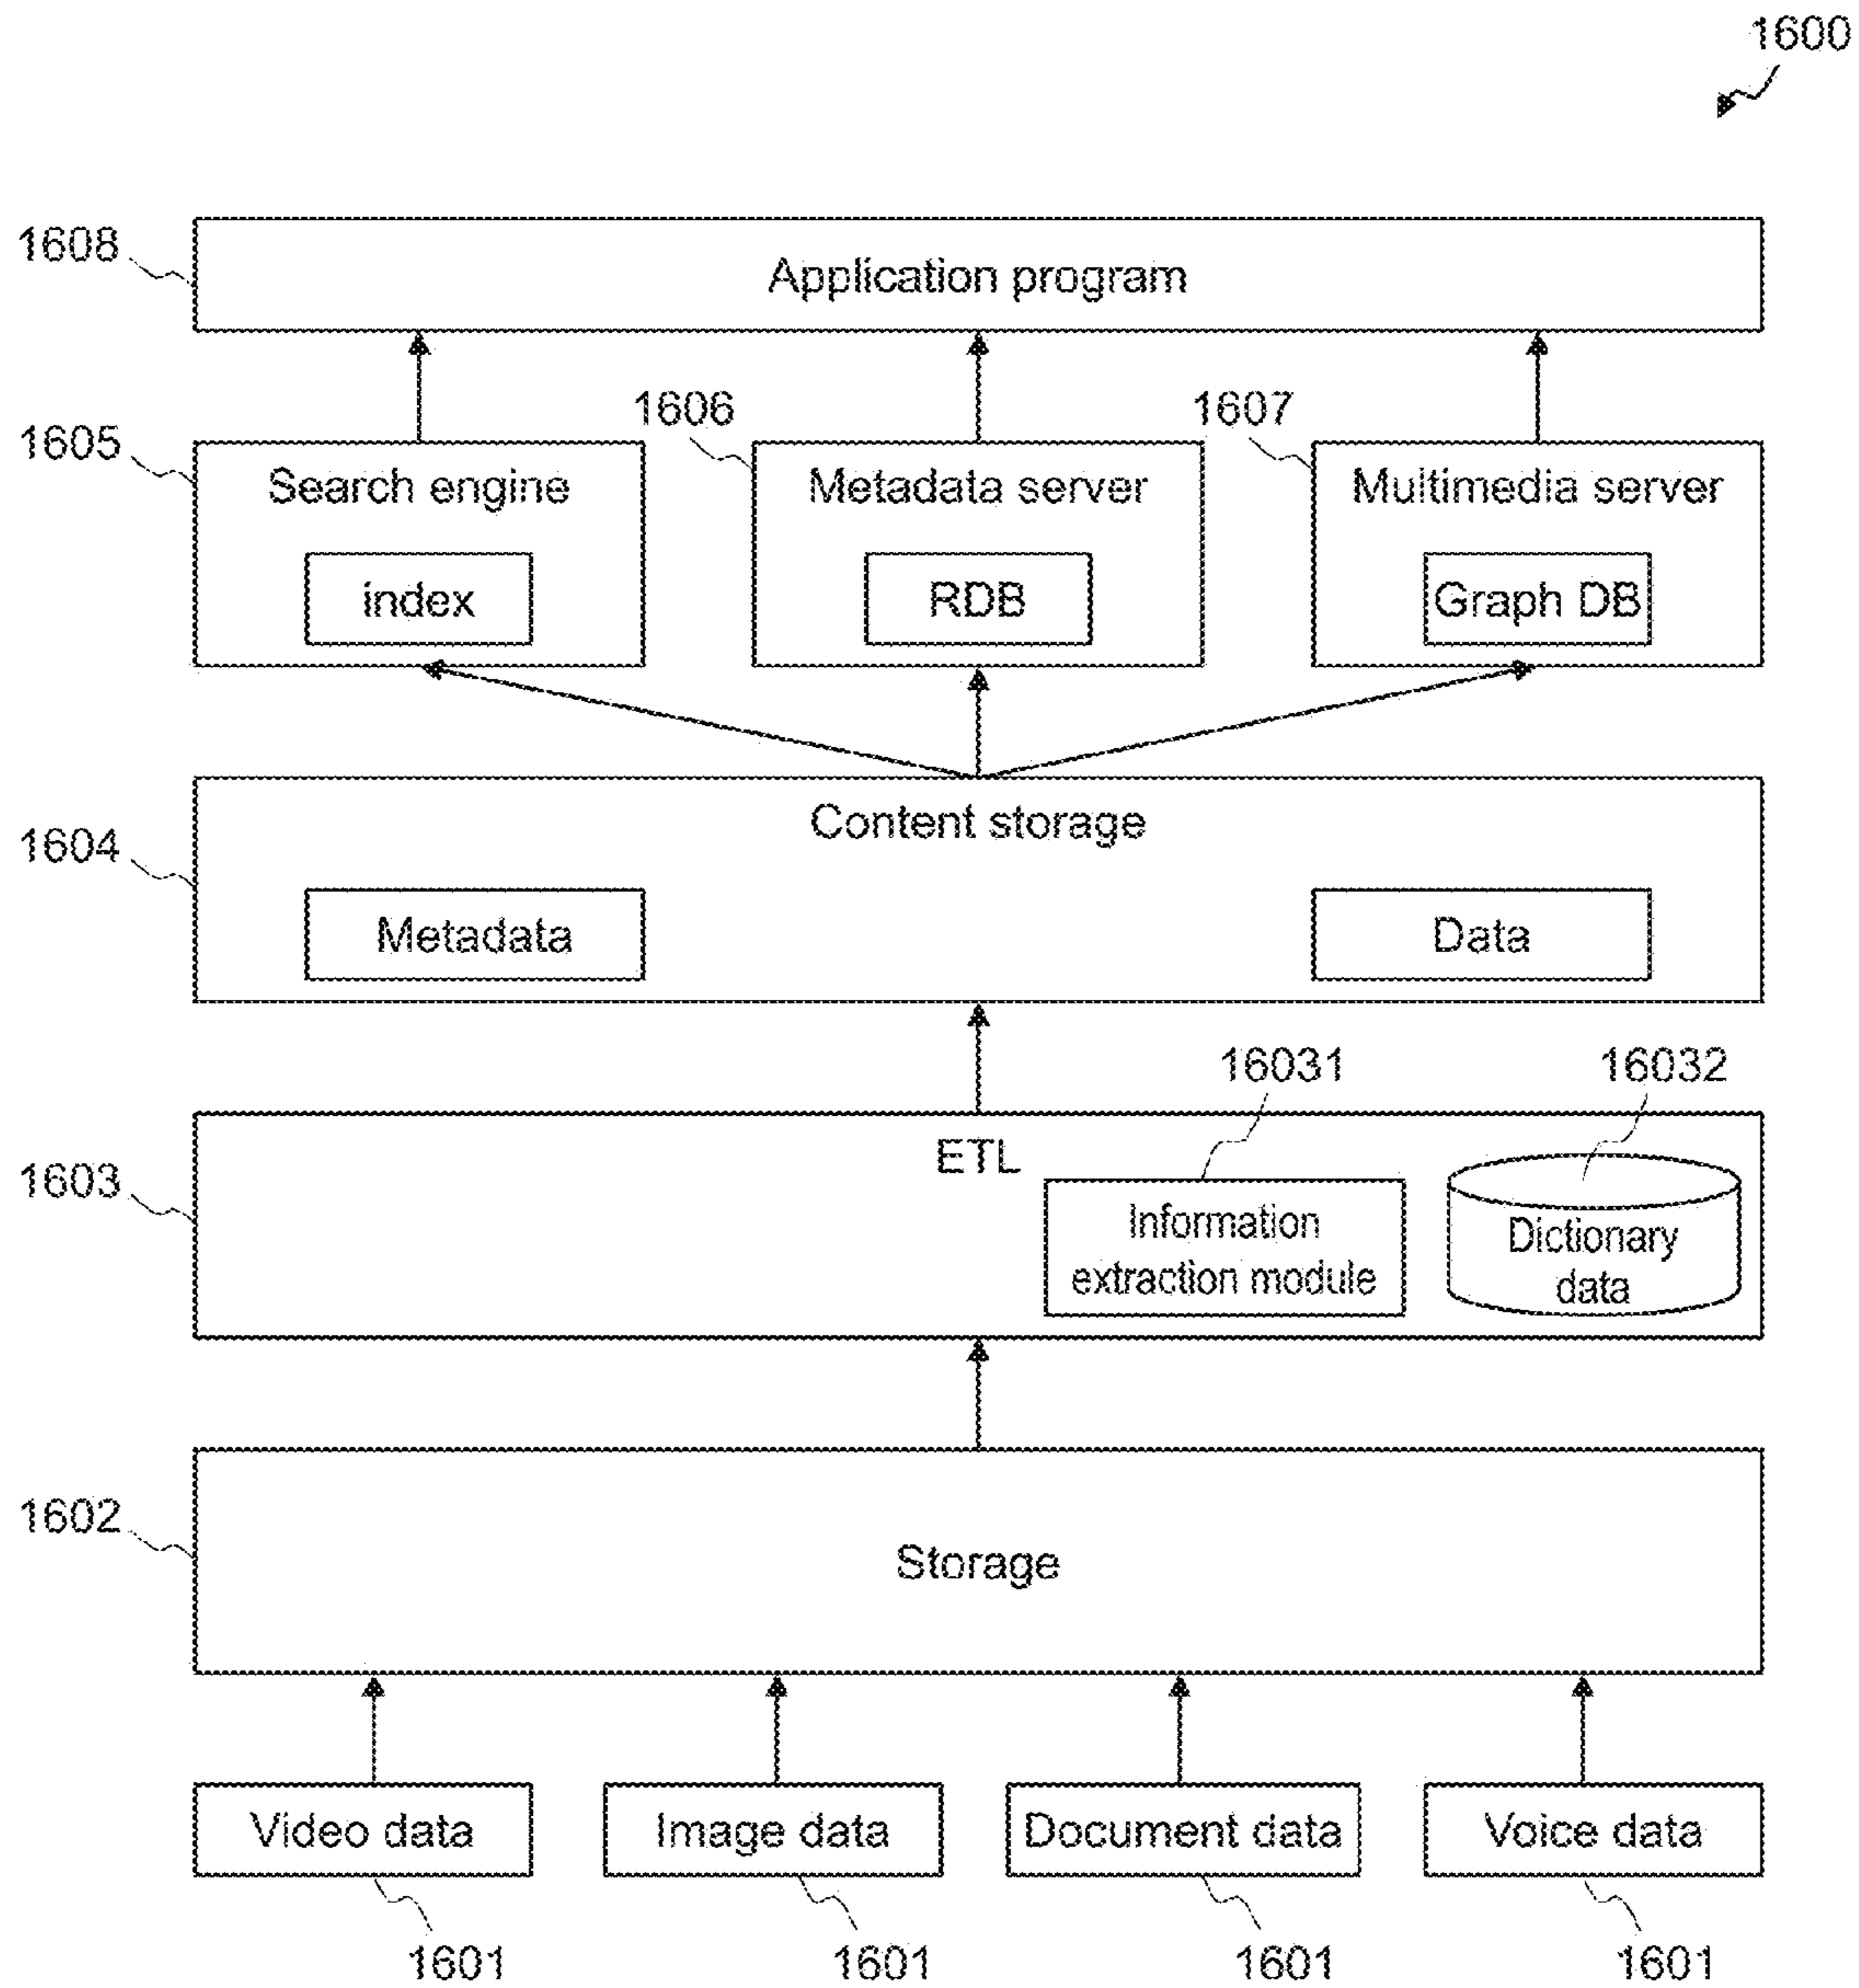 1600
1608
Application program
1606
1607
1605
Search engine
Metadata server
Multimedia server
index
RDB
Graph DB
Content storage
1604
Metadata
Data
16031
16032
ETL
1603
Information
extraction module
Dictionary
data
1602
Storage
Video data
Image data
Document data
Voice data
1601
1601
1601
1601